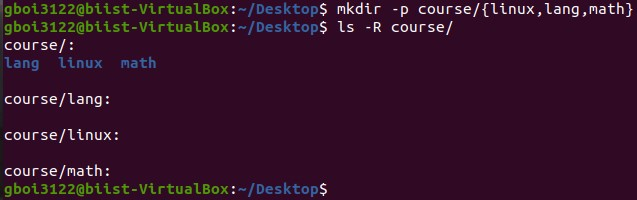 gboi3122@biist-VirtualBox:~/Desktop$ mkdir -p course/{linux,lang,math}
gboi3122@biist-VirtualBox:~/Desktop$ ls -R course/
course/:
lang  linux  math

course/lang:

course/linux:

course/math:
gboi3122@biist-VirtualBox:~/Desktop$